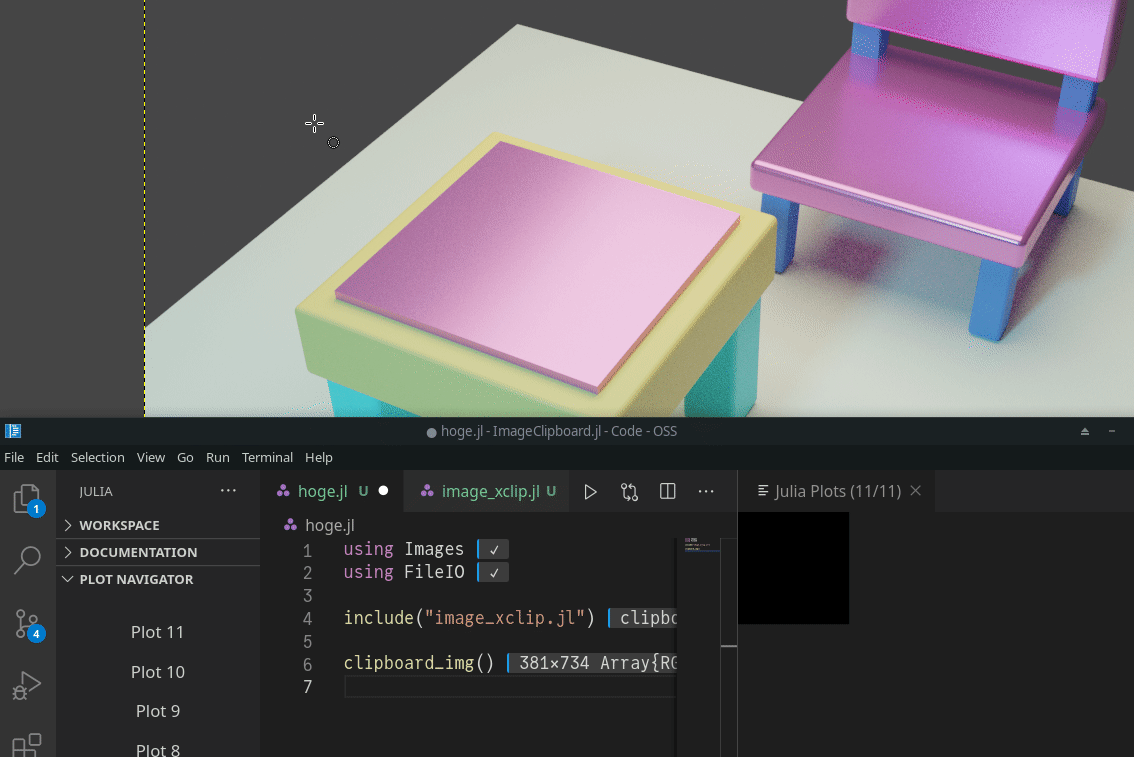 hoge.jl - ImageClipboard.jl - Code - OSS
File Edit Selection View Go Run Terminal Help
JULIA ···
hoge.jl U ● image_xclip.jl U ···
Julia Plots (11/11)
1
WORKSPACE
DOCUMENTATION
PLOT NAVIGATOR
Plot 11
4
Plot 10
Plot 9
Plot 8
hoge.jl
1 using Images ✓
2 using FileIO ✓
3
4 include("image_xclip.jl") clipbo
5
6 clipboard_img() 381×734 Array{RG
7